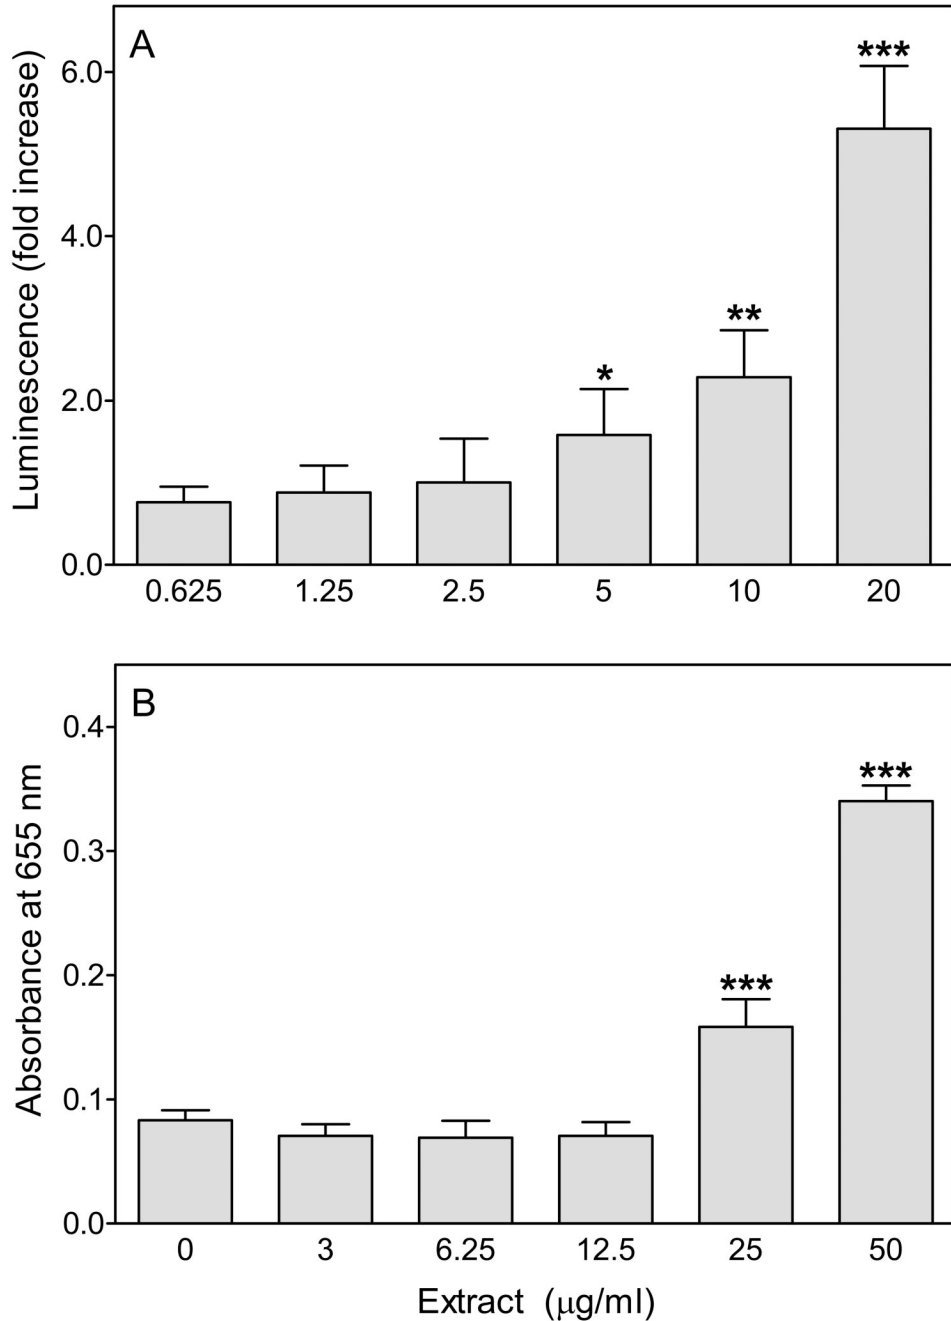 A
Luminescence (fold increase)
6.0
4.0
2.0
0.0
*
**
***
0.625 1.25 2.5 5 10 20
B
Absorbance at 655 nm
0.4
0.3
0.2
0.1
0.0
***
***
0 3 6.25 12.5 25 50
Extract (μg/ml)